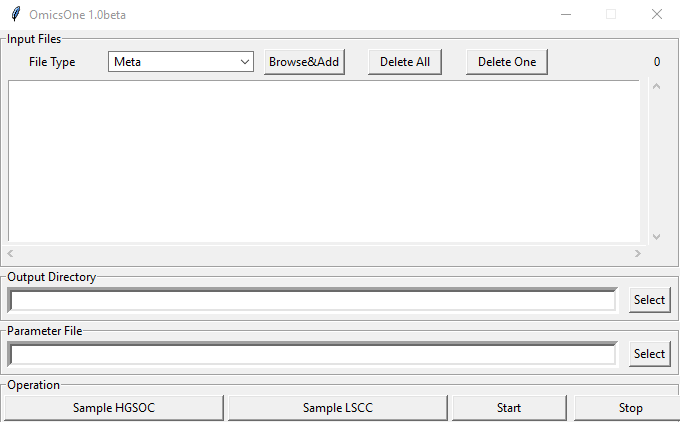 OmicsOne 1.0beta
Input Files
File Type Meta Browse&Add Delete All Delete One 0
Output Directory
Select
Parameter File
Select
Operation
Sample HGSOC Sample LSCC Start Stop